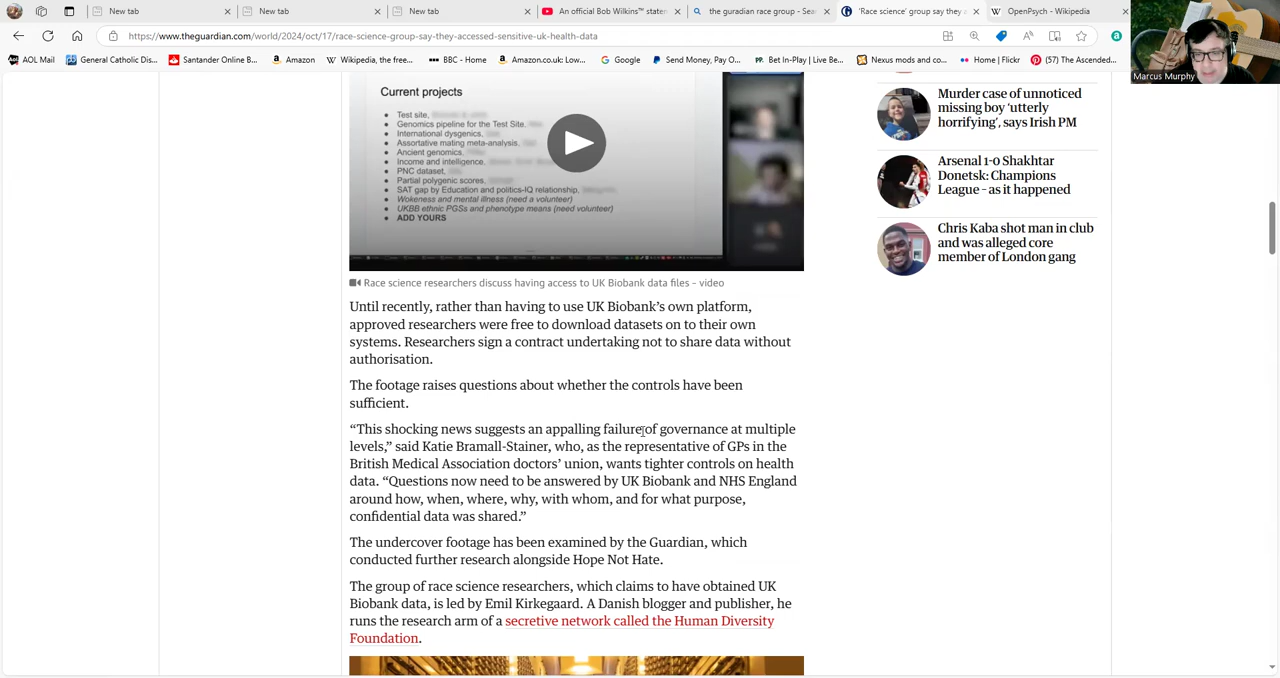 New tab
New tab
New tab
An official Bob Wilkins™ staten
the guradian race group - Sea
'Race science' group say they a
OpenPsych - Wikipedia
https://www.theguardian.com/world/2024/oct/17/race-science-group-say-they-accessed-sensitive-uk-health-data
AOL Mail
General Catholic Dis...
Santander Online B...
Amazon
Wikipedia, the free...
BBC - Home
Amazon.co.uk: Low...
Google
Send Money, Pay O...
Bet In-Play | Live Be...
Nexus mods and co...
Home | Flickr
(57) The Ascended...
Marcus Murphy
Current projects
Test site,
Genomics pipeline for the Test Site.
International dysgenics,
Assortative mating meta-analysis.
Ancient genomics.
Income and intelligence,
PNC dataset,
Partial polygenic scores,
SAT gap by Education and politics-IQ relationship,
Wokeness and mental illness (need a volunteer)
UKBB ethnic PGSs and phenotype means (need volunteer)
ADD YOURS
Race science researchers discuss having access to UK Biobank data files – video
Until recently, rather than having to use UK Biobank's own platform,
approved researchers were free to download datasets on to their own
systems. Researchers sign a contract undertaking not to share data without
authorisation.
The footage raises questions about whether the controls have been
sufficient.
“This shocking news suggests an appalling failure of governance at multiple
levels,” said Katie Bramall-Stainer, who, as the representative of GPs in the
British Medical Association doctors' union, wants tighter controls on health
data. “Questions now need to be answered by UK Biobank and NHS England
around how, when, where, why, with whom, and for what purpose,
confidential data was shared.”
The undercover footage has been examined by the Guardian, which
conducted further research alongside Hope Not Hate.
The group of race science researchers, which claims to have obtained UK
Biobank data, is led by Emil Kirkegaard. A Danish blogger and publisher, he
runs the research arm of a secretive network called the Human Diversity
Foundation.
Murder case of unnoticed
missing boy ‘utterly
horrifying’, says Irish PM
Arsenal 1-0 Shakhtar
Donetsk: Champions
League – as it happened
Chris Kaba shot man in club
and was alleged core
member of London gang